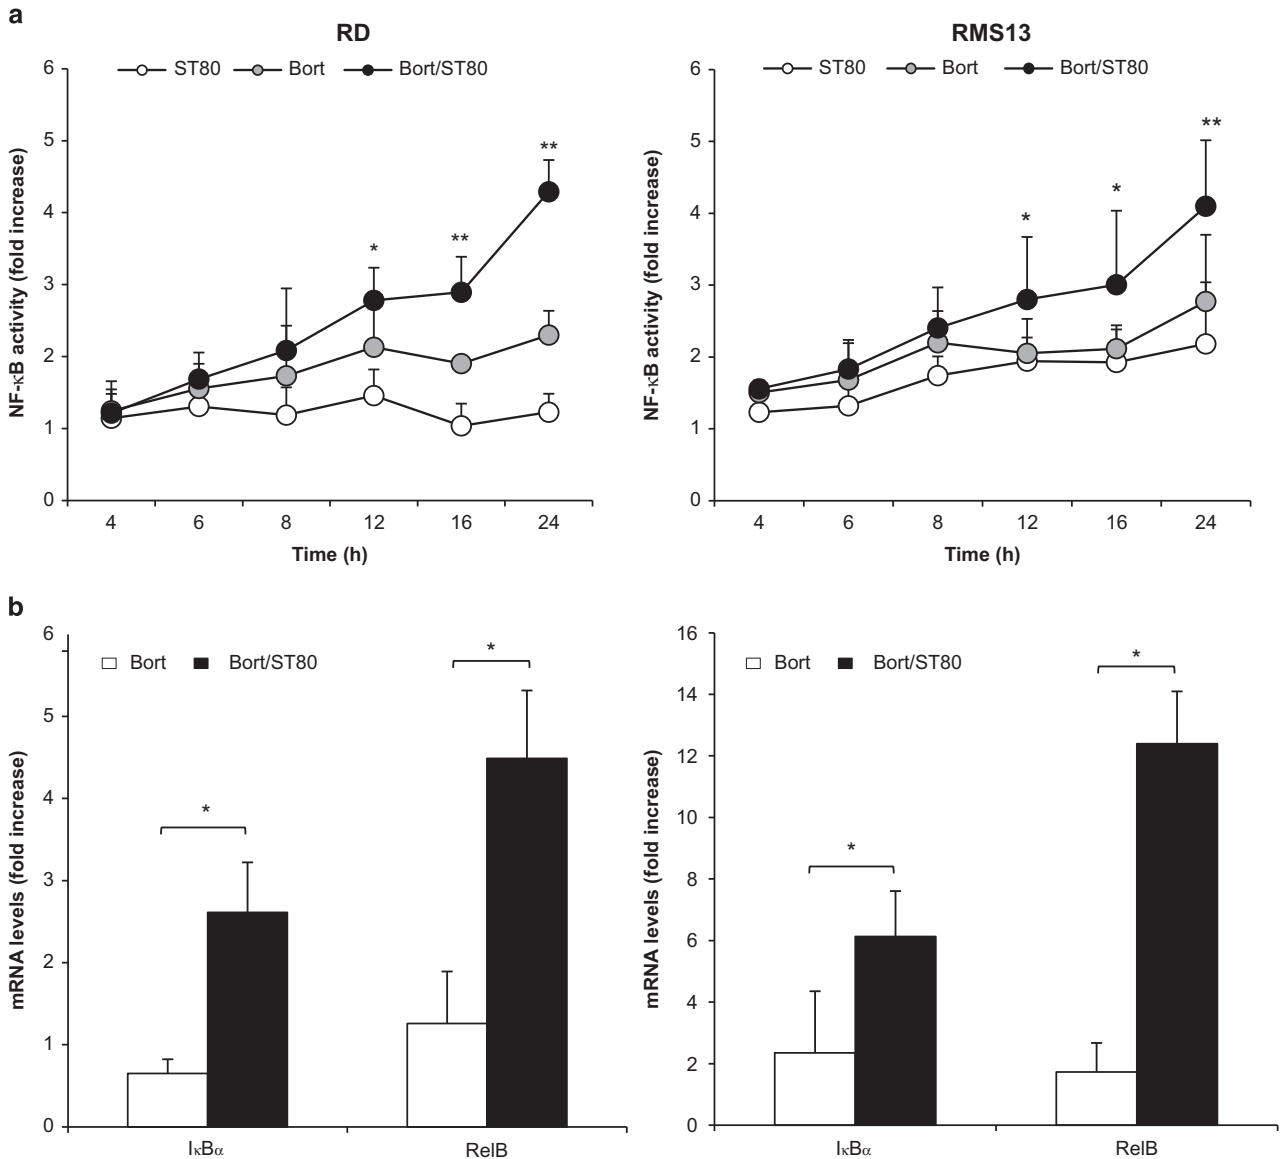 a
RD
RMS13
ST80 Bort Bort/ST80
ST80 Bort Bort/ST80
NF-κB activity (fold increase)
6
5
4
3
2
1
0
* ** **
4 6 8 12 16 24
Time (h)
NF-κB activity (fold increase)
6
5
4
3
2
1
0
* * **
4 6 8 12 16 24
Time (h)
b
Bort Bort/ST80
mRNA levels (fold increase)
6
5
4
3
2
1
0
* *
IκBα RelB
Bort Bort/ST80
mRNA levels (fold increase)
16
14
12
10
8
6
4
2
0
* *
IκBα RelB